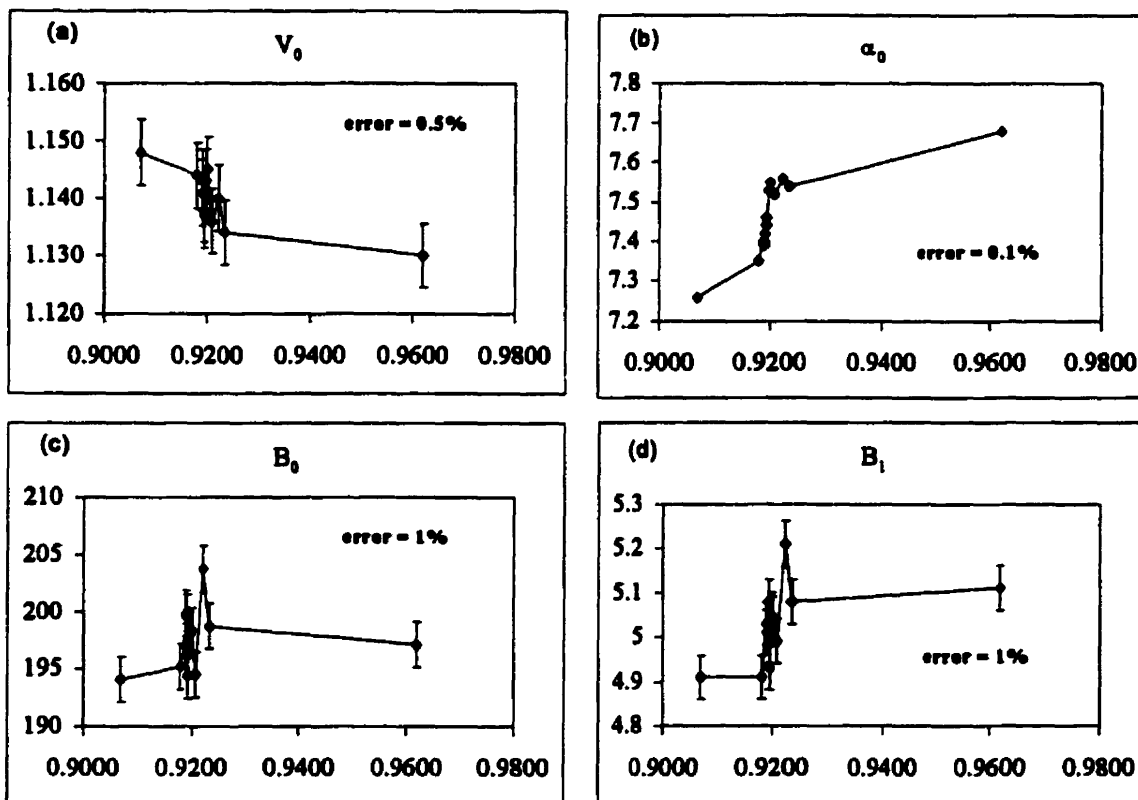 (a)
V0
1.160
1.150
1.140
1.130
1.120
error = 0.5%
0.9000 0.9200 0.9400 0.9600 0.9800
(b)
α0
7.8
7.7
7.6
7.5
7.4
7.3
7.2
error = 0.1%
0.9000 0.9200 0.9400 0.9600 0.9800
(c)
B0
210
205
200
195
190
error = 1%
0.9000 0.9200 0.9400 0.9600 0.9800
(d)
B1
5.3
5.2
5.1
5
4.9
4.8
error = 1%
0.9000 0.9200 0.9400 0.9600 0.9800